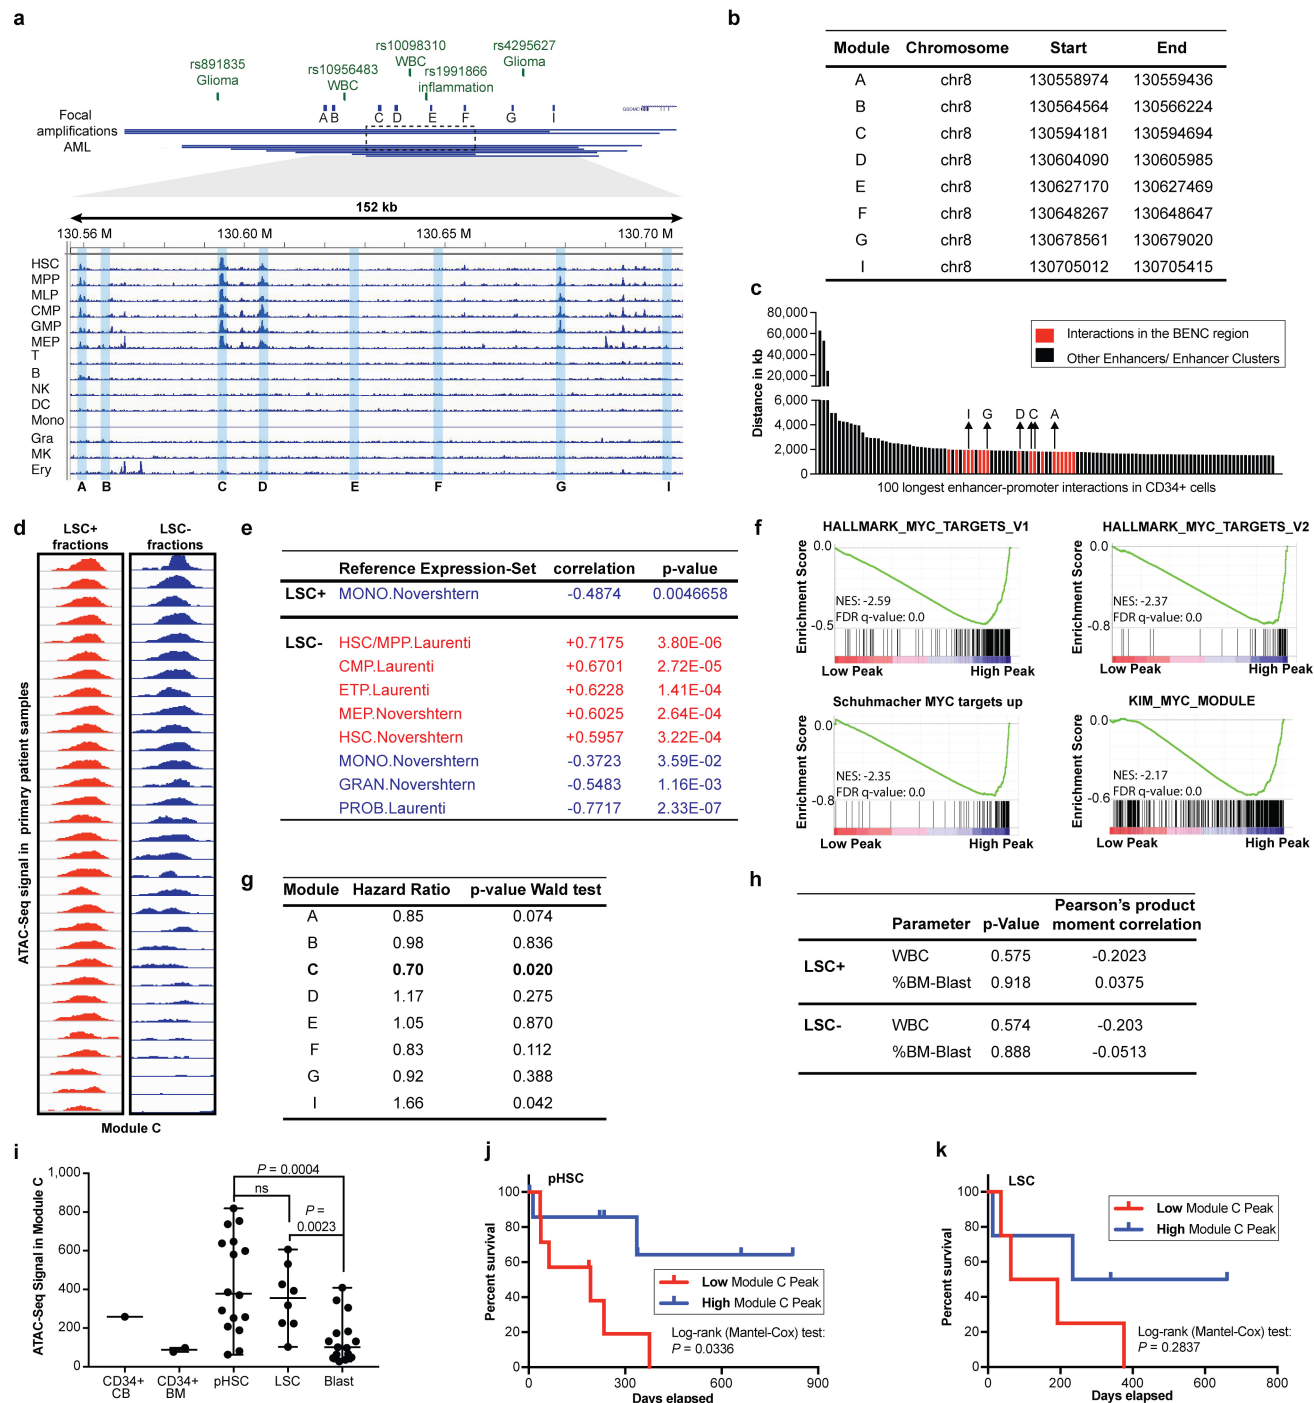 a
rs891835
Glioma
rs10956483
WBC
rs10098310
WBC
rs1991866
inflammation
rs4295627
Glioma
A B C D E F G I
Focal
amplifications
AML
152 kb
130.56 M 130.60 M 130.65 M 130.70 M
HSC
MPP
MLP
CMP
GMP
MEP
T
B
NK
DC
Mono
Gra
MK
Ery
A B C D E F G I
b
Module Chromosome Start End
A chr8 130558974 130559436
B chr8 130564564 130566224
C chr8 130594181 130594694
D chr8 130604090 130605985
E chr8 130627170 130627469
F chr8 130648267 130648647
G chr8 130678561 130679020
I chr8 130705012 130705415
c
Distance in kb
80,000
60,000
40,000
20,000
6,000
4,000
2,000
0
Interactions in the BENC region
Other Enhancers/ Enhancer Clusters
I G D C A
100 longest enhancer-promoter interactions in CD34+ cells
d
LSC+
fractions
LSC-
fractions
ATAC-Seq signal in primary patient samples
Module C
e
Reference Expression-Set correlation p-value
LSC+ MONO.Novershtern -0.4874 0.0046658
LSC- HSC/MPP.Laurenti +0.7175 3.80E-06
CMP.Laurenti +0.6701 2.72E-05
ETP.Laurenti +0.6228 1.41E-04
MEP.Novershtern +0.6025 2.64E-04
HSC.Novershtern +0.5957 3.22E-04
MONO.Novershtern -0.3723 3.59E-02
GRAN.Novershtern -0.5483 1.16E-03
PROB.Laurenti -0.7717 2.33E-07
f
HALLMARK_MYC_TARGETS_V1
Enrichment Score
0.0
-0.5
NES: -2.59
FDR q-value: 0.0
Low Peak High Peak
HALLMARK_MYC_TARGETS_V2
Enrichment Score
0.0
-0.8
NES: -2.37
FDR q-value: 0.0
Low Peak High Peak
Schuhmacher MYC targets up
Enrichment Score
0.0
-0.8
NES: -2.35
FDR q-value: 0.0
Low Peak High Peak
KIM_MYC_MODULE
Enrichment Score
0.0
-0.6
NES: -2.17
FDR q-value: 0.0
Low Peak High Peak
g
Module Hazard Ratio p-value Wald test
A 0.85 0.074
B 0.98 0.836
C 0.70 0.020
D 1.17 0.275
E 1.05 0.870
F 0.83 0.112
G 0.92 0.388
I 1.66 0.042
h
Parameter p-Value Pearson's product
moment correlation
LSC+ WBC 0.575 -0.2023
%BM-Blast 0.918 0.0375
LSC- WBC 0.574 -0.203
%BM-Blast 0.888 -0.0513
i
ATAC-Seq Signal in Module C
1,000
800
600
400
200
0
P = 0.0004
ns
P =
0.0023
CD34+
CB
CD34+
BM
pHSC
LSC
Blast
j
pHSC
Percent survival
100
80
60
40
20
0
Low Module C Peak
High Module C Peak
Log-rank (Mantel-Cox) test:
P = 0.0336
0 300 600 900
Days elapsed
k
LSC
Percent survival
100
80
60
40
20
0
Low Module C Peak
High Module C Peak
Log-rank (Mantel-Cox) test:
P = 0.2837
0 200 400 600 800
Days elapsed